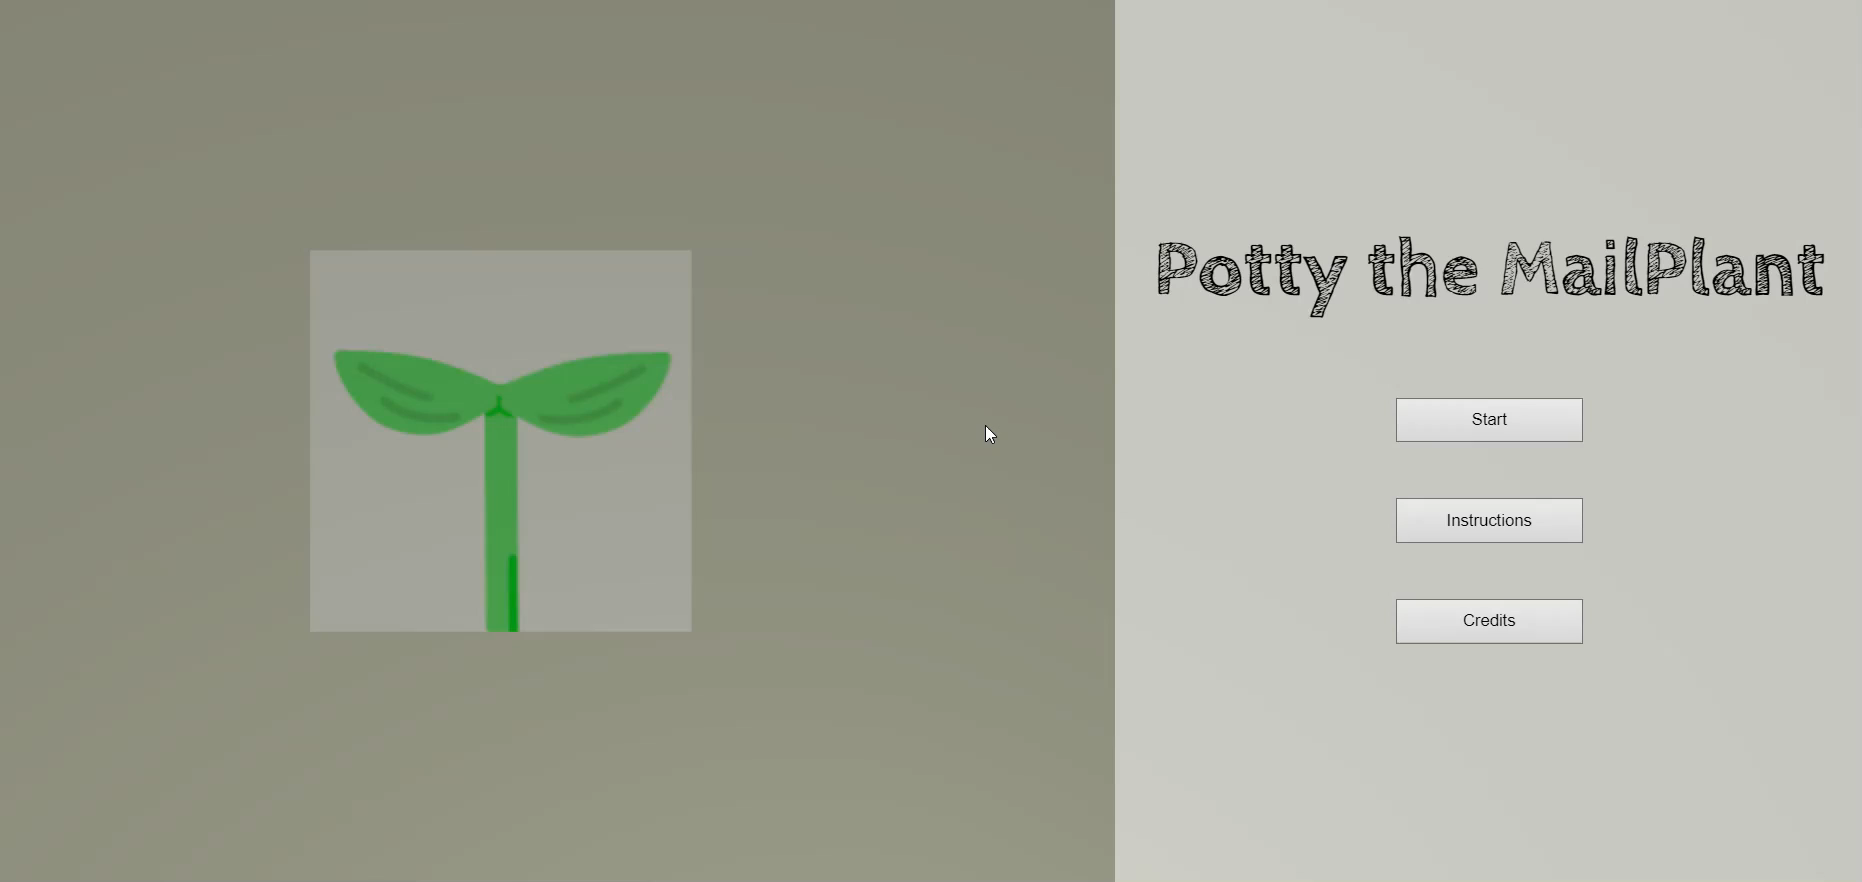 Potty the MailPlant
Start
Instructions
Credits